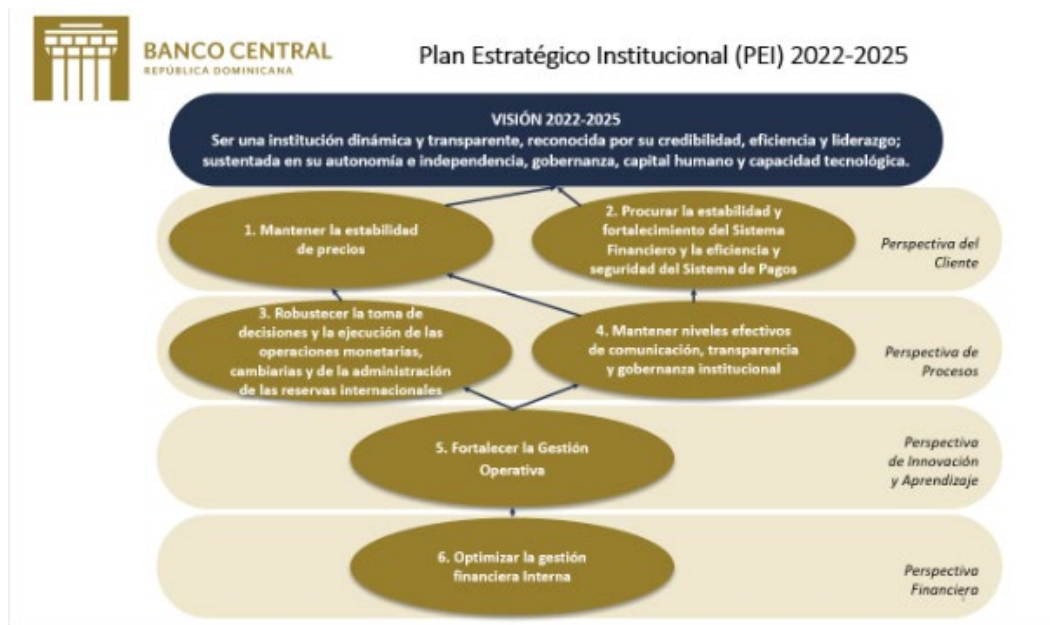 BANCO CENTRAL
REPÚBLICA DOMINICANA
Plan Estratégico Institucional (PEI) 2022-2025
VISIÓN 2022-2025
Ser una institución dinámica y transparente, reconocida por su credibilidad, eficiencia y liderazgo;
sustentada en su autonomía e independencia, gobernanza, capital humano y capacidad tecnológica.
1. Mantener la estabilidad
de precios
2. Procurar la estabilidad y
fortalecimiento del Sistema
Financiero y la eficiencia y
seguridad del Sistema de Pagos
Perspectiva del
Cliente
3. Robustecer la toma de
decisiones y la ejecución de las
operaciones monetarias,
cambiarias y de la administración
de las reservas internacionales
4. Mantener niveles efectivos
de comunicación, transparencia
y gobernanza institucional
Perspectiva de
Procesos
5. Fortalecer la Gestión
Operativa
Perspectiva
de Innovación
y Aprendizaje
6. Optimizar la gestión
financiera Interna
Perspectiva
Financiera